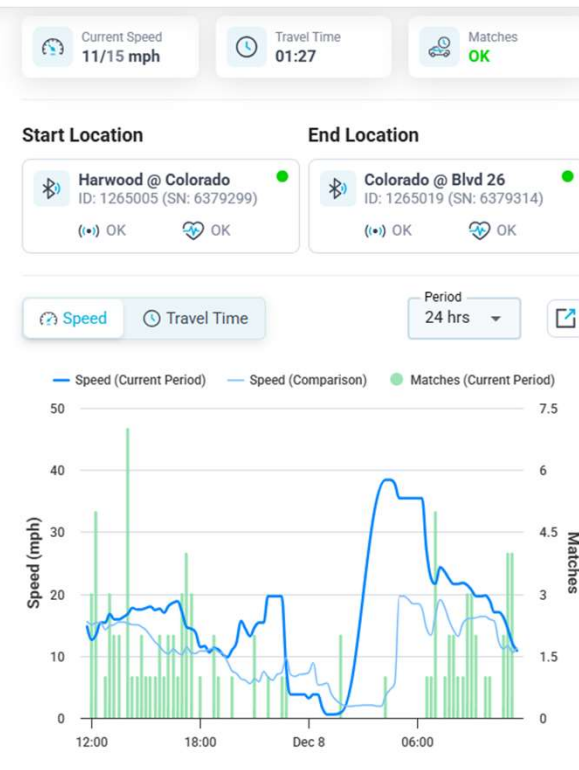 Current Speed
11/15 mph
Travel Time
01:27
Matches
OK
Start Location
End Location
Harwood @ Colorado
ID: 1265005 (SN: 6379299)
OK
OK
Colorado @ Blvd 26
ID: 1265019 (SN: 6379314)
OK
OK
Speed
Travel Time
Period
24 hrs
Speed (Current Period)
Speed (Comparison)
Matches (Current Period)
50
40
30
20
10
0
Speed (mph)
7.5
6
4.5
3
1.5
0
Matches
12:00
18:00
Dec 8
06:00